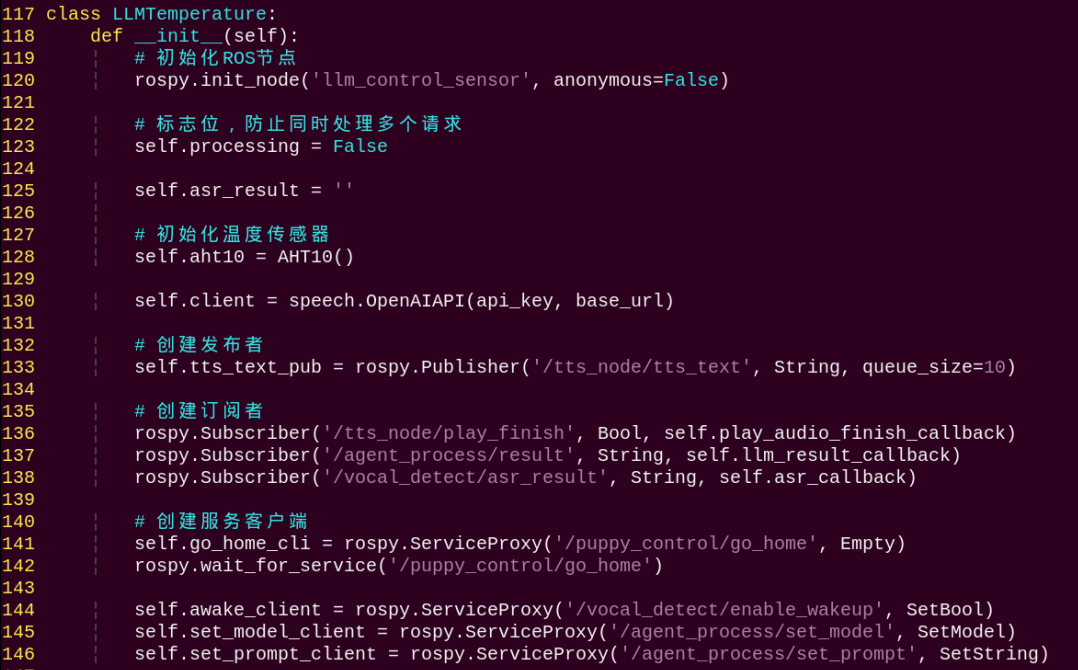 117 class LLMTemperature:
118     def __init__(self):
119         # 初始化ROS节点
120         rospy.init_node('llm_control_sensor', anonymous=False)
121
122         # 标志位，防止同时处理多个请求
123         self.processing = False
124
125         self.asr_result = ''
126
127         # 初始化温度传感器
128         self.aht10 = AHT10()
129
130         self.client = speech.OpenAIAPI(api_key, base_url)
131
132         # 创建发布者
133         self.tts_text_pub = rospy.Publisher('/tts_node/tts_text', String, queue_size=10)
134
135         # 创建订阅者
136         rospy.Subscriber('/tts_node/play_finish', Bool, self.play_audio_finish_callback)
137         rospy.Subscriber('/agent_process/result', String, self.llm_result_callback)
138         rospy.Subscriber('/vocal_detect/asr_result', String, self.asr_callback)
139
140         # 创建服务客户端
141         self.go_home_cli = rospy.ServiceProxy('/puppy_control/go_home', Empty)
142         rospy.wait_for_service('/puppy_control/go_home')
143
144         self.awake_client = rospy.ServiceProxy('/vocal_detect/enable_wakeup', SetBool)
145         self.set_model_client = rospy.ServiceProxy('/agent_process/set_model', SetModel)
146         self.set_prompt_client = rospy.ServiceProxy('/agent_process/set_prompt', SetString)